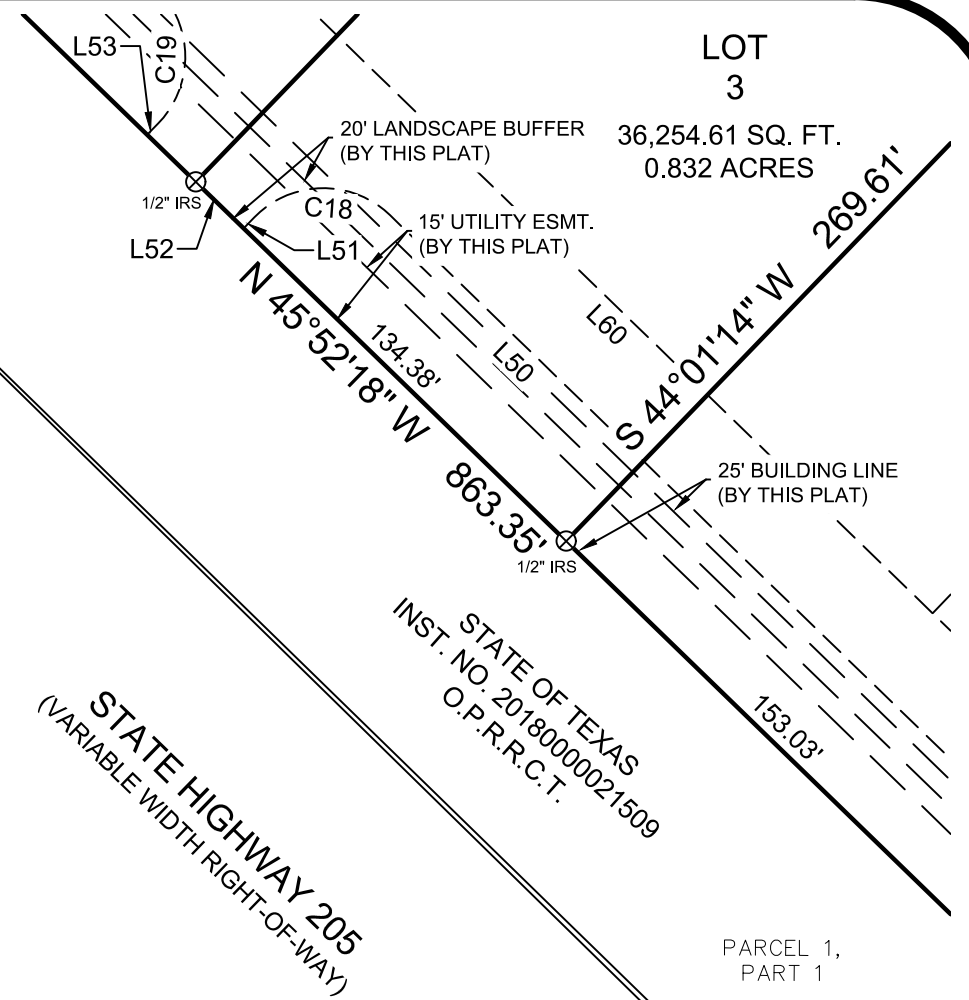 LOT
3
36,254.61 SQ. FT.
0.832 ACRES
L53
C19
20' LANDSCAPE BUFFER
(BY THIS PLAT)
1/2" IRS
C18
L52
L51
15' UTILITY ESMT.
(BY THIS PLAT)
N 45°52'18" W 863.35'
134.38'
L50
L60
S 44°01'14" W 269.61'
25' BUILDING LINE
(BY THIS PLAT)
1/2" IRS
STATE OF TEXAS
INST. NO. 20180000021509
O.P.R.R.C.T.
153.03'
STATE HIGHWAY 205
(VARIABLE WIDTH RIGHT-OF-WAY)
PARCEL 1,
PART 1